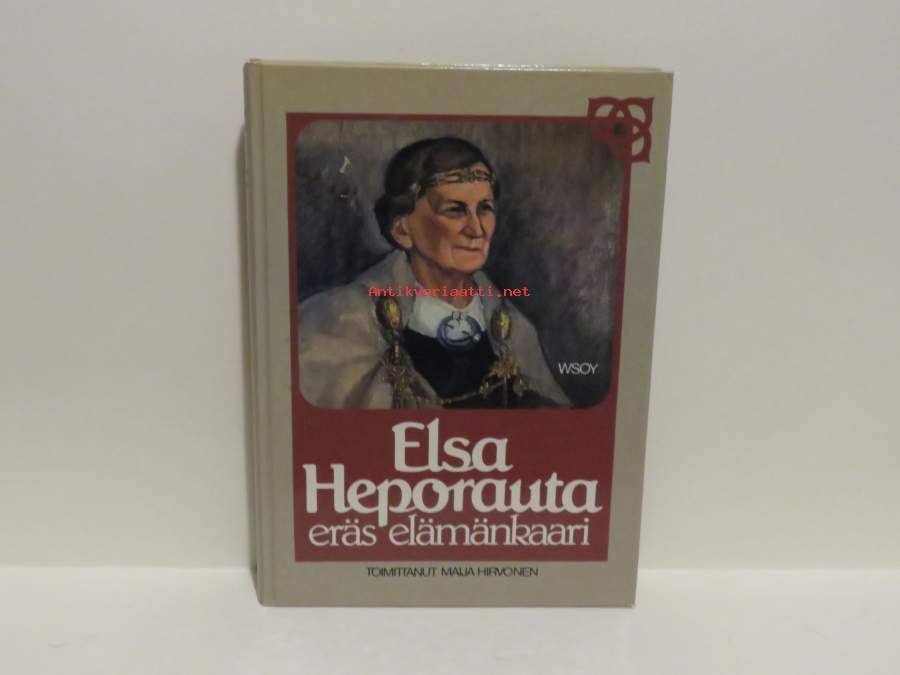 Antikvariaatti.net
WSOY
Elsa
Heporauta
eräs elämänkaari
TOIMITTANUT MAIJA HIRVONEN